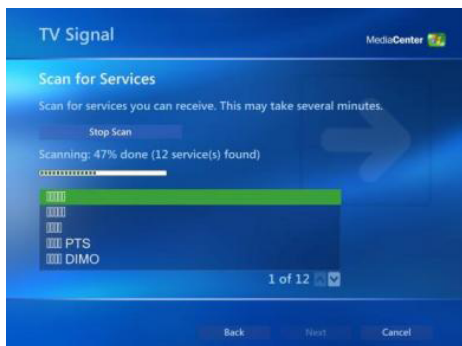 TV Signal
MediaCenter
Scan for Services
Scan for services you can receive. This may take several minutes.
Stop Scan
Scanning: 47% done (12 service(s) found)
PTS
DIMO
1 of 12
Back
Next
Cancel